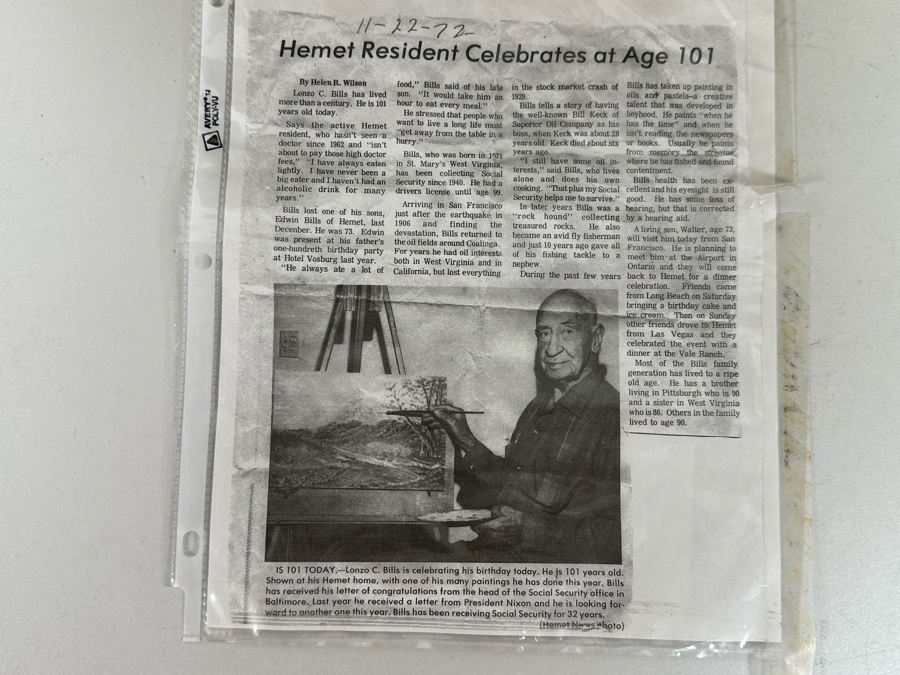 11-22-72
Hemet Resident Celebrates at Age 101
AVERY™
POLY-VU
By Helen R. Wilson
Lonzo C. Bills has lived
more than a century. He is 101
years old today.
Says the active Hemet
resident, who hasn't seen a
doctor since 1962 and "isn't
about to pay those high doctor
fees," "I have always eaten
lightly. I have never been a
big eater and I haven't had an
alcoholic drink for many
years."
Bills lost one of his sons,
Edwin Bills of Hemet, last
December. He was 73. Edwin
was present at his father's
one-hundreth birthday party
at Hotel Vosburg last year.
"He always ate a lot of
food," Bills said of his late
son. "It would take him an
hour to eat every meal."
He stressed that people who
want to live a long life must
"get away from the table in a
hurry."
Bills, who was born in 1971
in St. Mary's West Virginia,
has been collecting Social
Security since 1940. He had a
drivers license until age 99.
Arriving in San Francisco
just after the earthquake in
1906 and finding the
devastation, Bills returned to
the oil fields around Coalinga.
For years he had oil interests
both in West Virginia and in
California, but lost everything
in the stock market crash of
1929.
Bills tells a story of having
the well-known Bill Keck of
Superior Oil Company as his
boss, when Keck was about 28
years old. Keck died about six
years ago.
"I still have some oil in-
terests," said Bills, who lives
alone and does his own
cooking. "That plus my Social
Security helps me to survive."
In later years Bills was a
"rock hound" collecting
treasured rocks. He also
became an avid fly fisherman
and just 10 years ago gave all
of his fishing tackle to a
nephew.
During the past few years
Bills has taken up painting in
oils and pastels—a creative
talent that was developed in
boyhood. He paints "when he
has the time" and when he
isn't reading the newspapers
or books. Usually he paints
from memory the streams
where he has fished and found
contentment.
Bills health has been ex-
cellent and his eyesight is still
good. He has some loss of
hearing, but that is corrected
by a hearing aid.
A living son, Walter, age 73,
will visit him today from San
Francisco. He is planning to
meet him at the Airport in
Ontario and they will come
back to Hemet for a dinner
celebration. Friends came
from Long Beach on Saturday
bringing a birthday cake and
ice cream. Then on Sunday
other friends drove to Hemet
from Las Vegas and they
celebrated the event with a
dinner at the Vale Ranch.
Most of the Bills family
generation has lived to a ripe
old age. He has a brother
living in Pittsburgh who is 90
and a sister in West Virginia
who is 86. Others in the family
lived to age 90.
IS 101 TODAY,—Lonzo C. Bills is celebrating his birthday today. He is 101 years old.
Shown at his Hemet home, with one of his many paintings he has done this year, Bills
has received his letter of congratulations from the head of the Social Security office in
Baltimore. Last year he received a letter from President Nixon and he is looking for-
ward to another one this year. Bills has been receiving Social Security for 32 years.
(Hemet News photo)